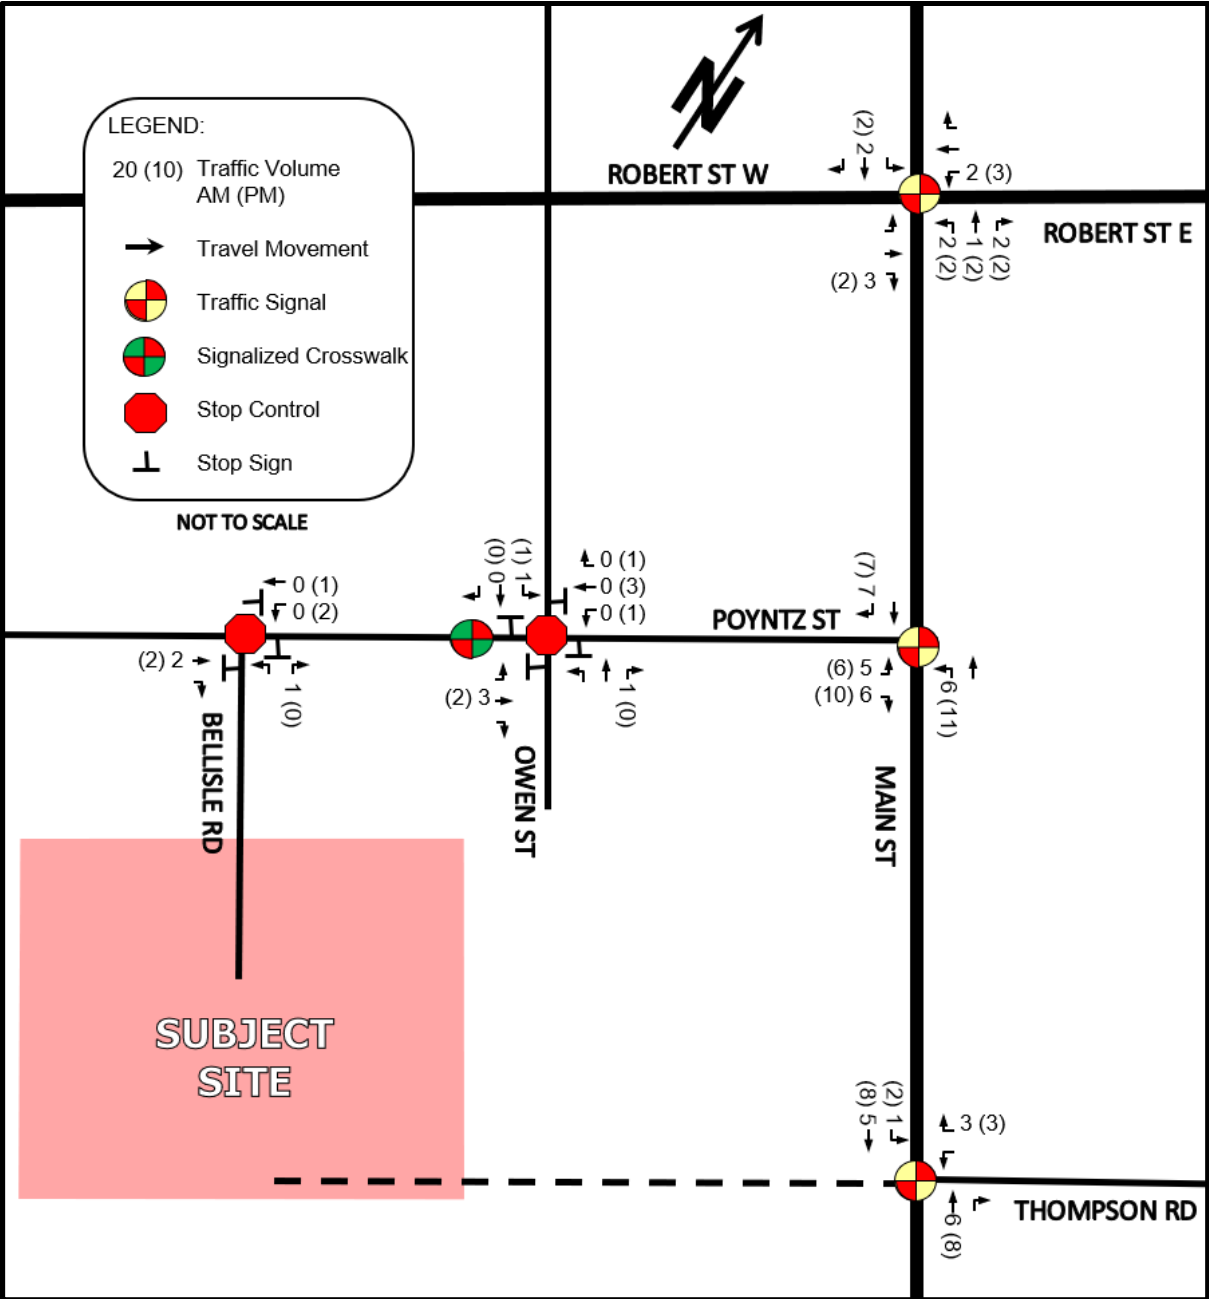 N
LEGEND:
20 (10) Traffic Volume
AM (PM)
Travel Movement
Traffic Signal
Signalized Crosswalk
Stop Control
Stop Sign
NOT TO SCALE
ROBERT ST W
(2) 2
2 (3)
ROBERT ST E
2 (2)
1 (2)
2 (2)
(2) 3
0 (1)
0 (2)
(2) 2
1 (0)
BELLISLE RD
(0) 0
(1) 1
0 (1)
0 (3)
0 (1)
(2) 3
1 (0)
OWEN ST
POYNTZ ST
(7) 7
(6) 5
(10) 6
6 (11)
MAIN ST
SUBJECT
SITE
(8) 5
(2) 1
3 (3)
6 (8)
THOMPSON RD